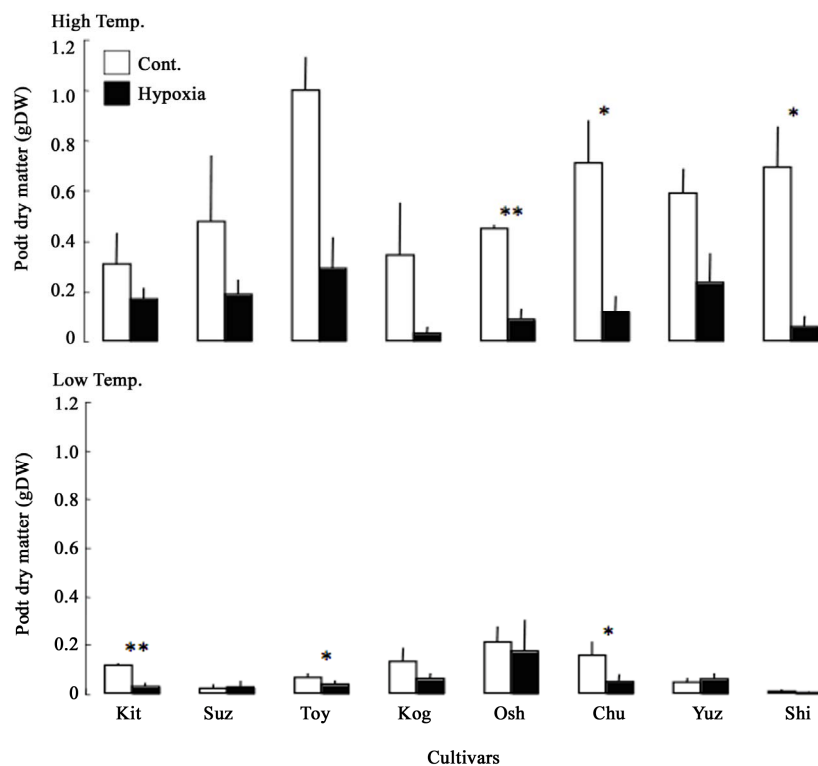 High Temp.
1.2
1.0
0.8
0.6
0.4
0.2
0
Podt dry matter (gDW)
Cont.
Hypoxia
**
*
*
Low Temp.
1.2
1.0
0.8
0.6
0.4
0.2
0
Podt dry matter (gDW)
**
*
*
Kit Suz Toy Kog Osh Chu Yuz Shi
Cultivars